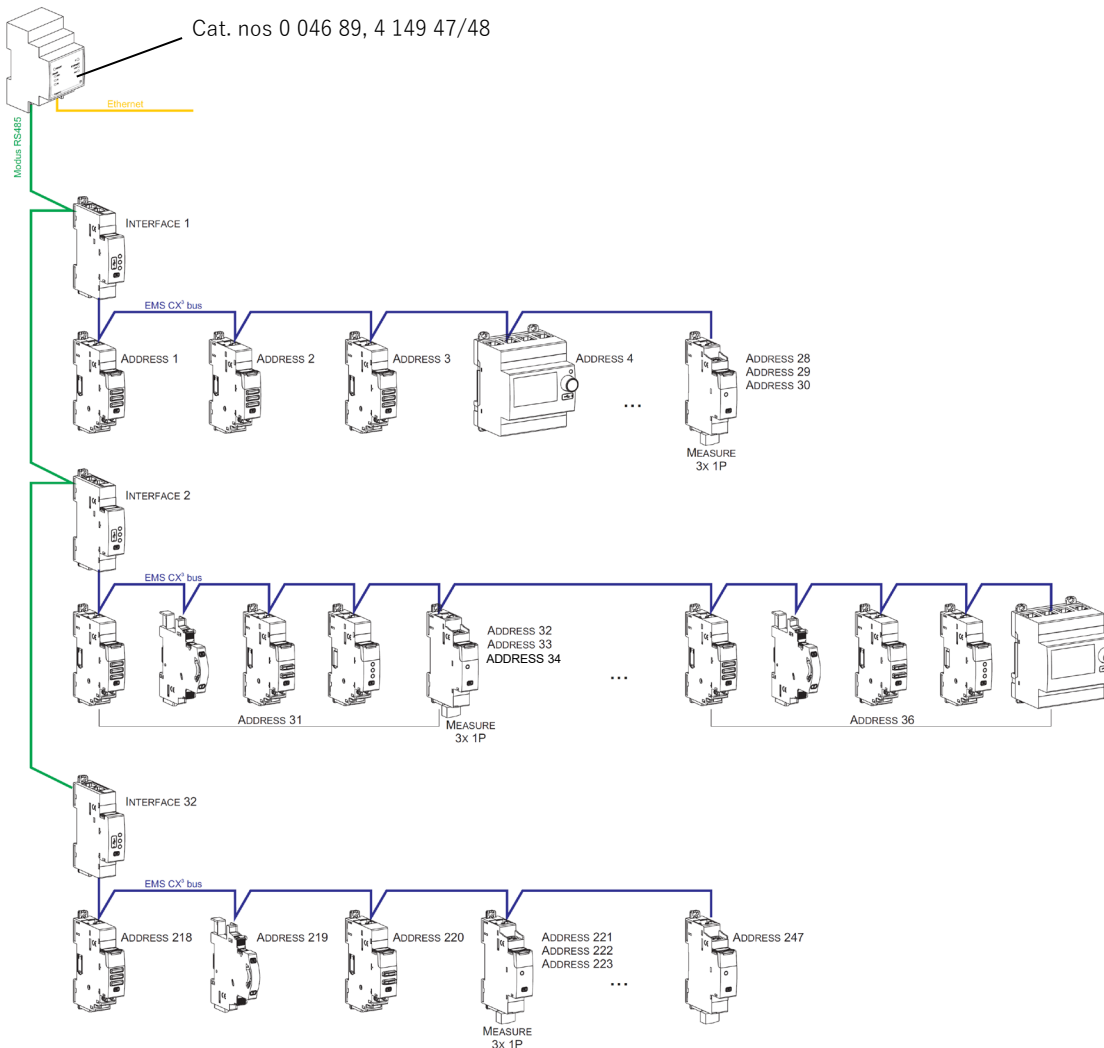 Cat. nos 0 046 89, 4 149 47/48
Ethernet
Modus RS485
INTERFACE 1
EMS CX³ bus
ADDRESS 1
ADDRESS 2
ADDRESS 3
ADDRESS 4
...
ADDRESS 28
ADDRESS 29
ADDRESS 30
MEASURE
3X 1P
INTERFACE 2
EMS CX³ bus
ADDRESS 32
ADDRESS 33
ADDRESS 34
...
ADDRESS 31
MEASURE
3X 1P
ADDRESS 36
INTERFACE 32
EMS CX³ bus
ADDRESS 218
ADDRESS 219
ADDRESS 220
ADDRESS 221
ADDRESS 222
ADDRESS 223
...
ADDRESS 247
MEASURE
3X 1P